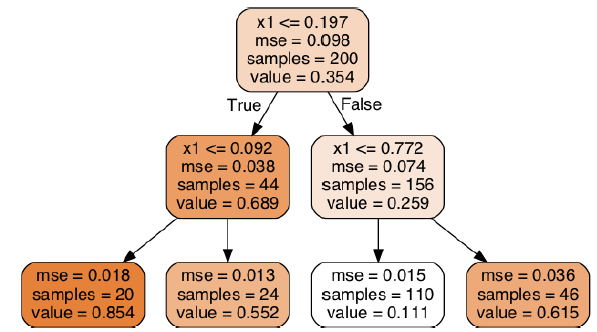 x1 <= 0.197
mse = 0.098
samples = 200
value = 0.354
True
False
x1 <= 0.092
mse = 0.038
samples = 44
value = 0.689
x1 <= 0.772
mse = 0.074
samples = 156
value = 0.259
mse = 0.018
samples = 20
value = 0.854
mse = 0.013
samples = 24
value = 0.552
mse = 0.015
samples = 110
value = 0.111
mse = 0.036
samples = 46
value = 0.615